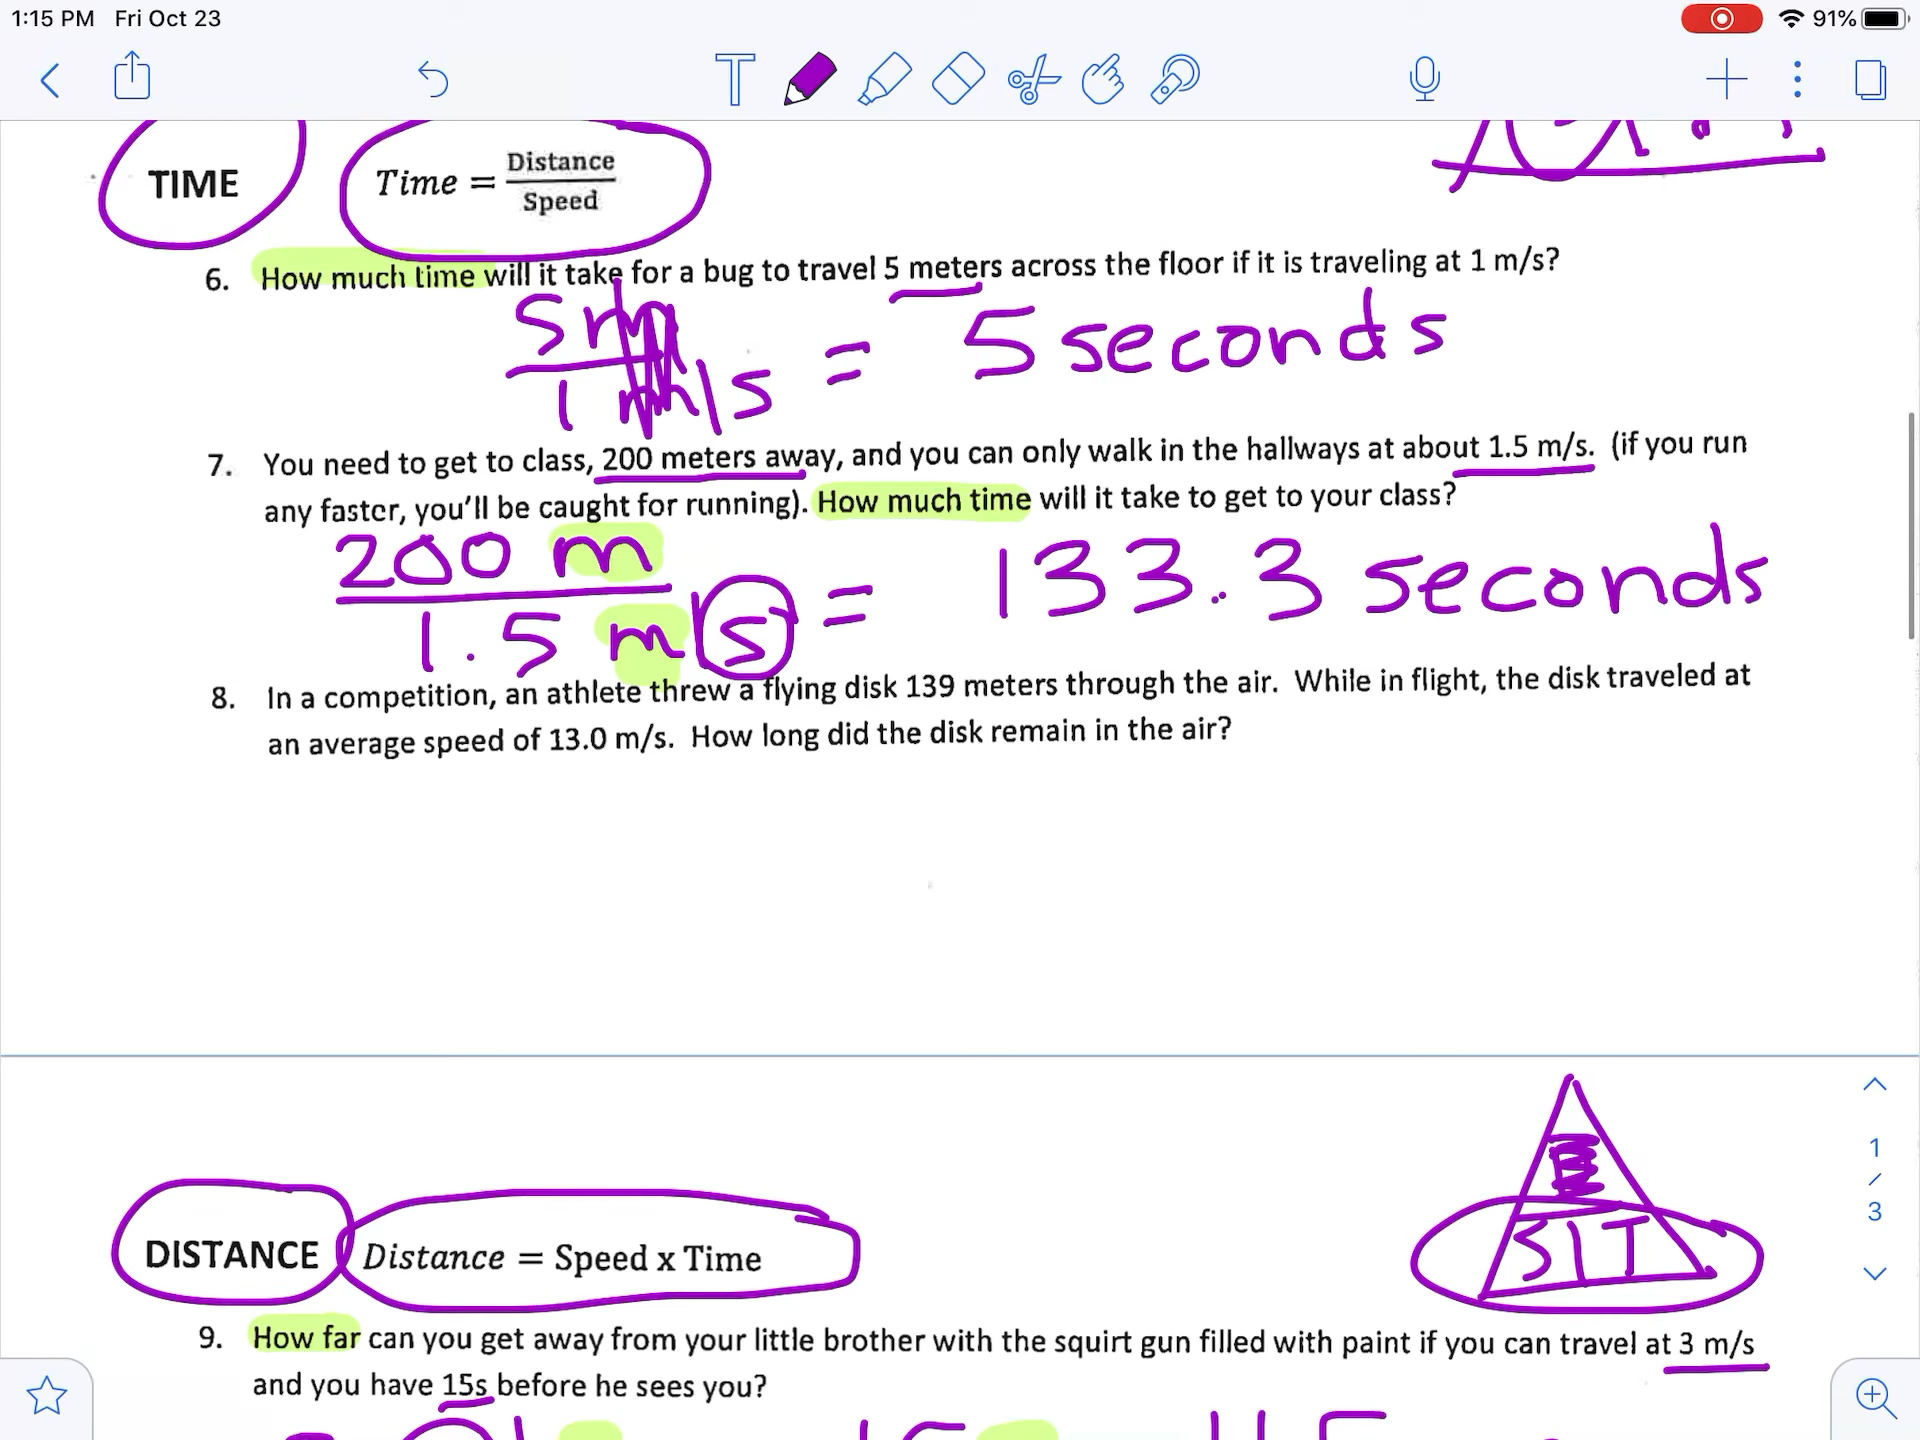 1:15 PM Fri Oct 23
91%
TIME
Time = Distance
Speed
6. How much time will it take for a bug to travel 5 meters across the floor if it is traveling at 1 m/s?
5 m
1 m/s
= 5 seconds
7. You need to get to class, 200 meters away, and you can only walk in the hallways at about 1.5 m/s. (if you run
any faster, you'll be caught for running). How much time will it take to get to your class?
200 m
1.5 m/s
= 133.3 seconds
8. In a competition, an athlete threw a flying disk 139 meters through the air. While in flight, the disk traveled at
an average speed of 13.0 m/s. How long did the disk remain in the air?
S|T
1
/
3
DISTANCE Distance = Speed x Time
9. How far can you get away from your little brother with the squirt gun filled with paint if you can travel at 3 m/s
and you have 15s before he sees you?